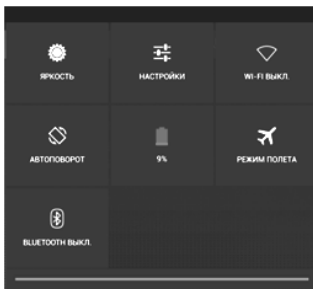 ЯРКОСТЬ
НАСТРОЙКИ
WI-FI ВЫКЛ.
АВТОПОВОРОТ
9%
РЕЖИМ ПОЛЕТА
BLUETOOTH ВЫКЛ.